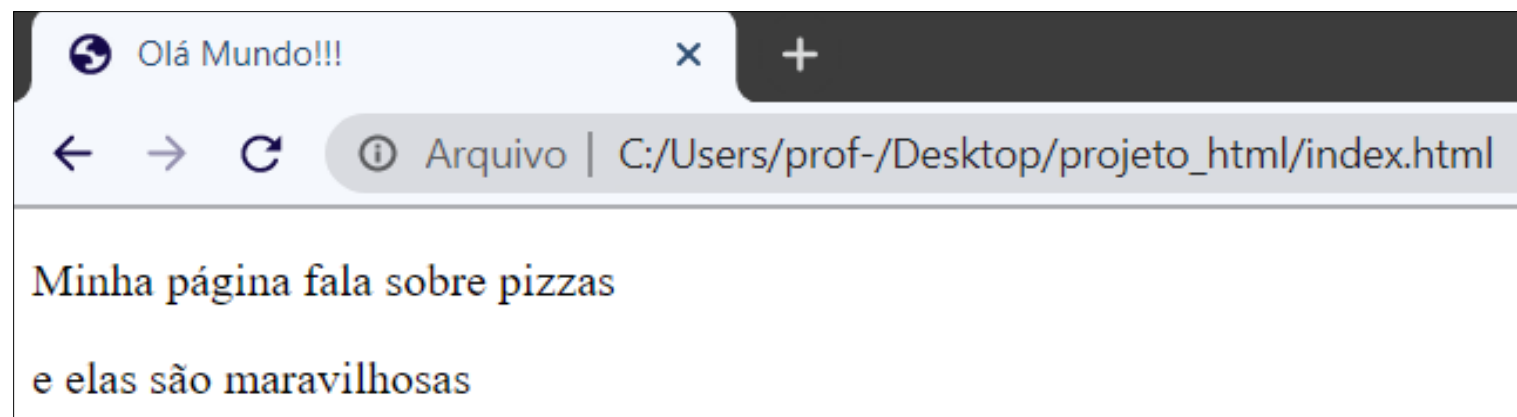 Olá Mundo!!!
Arquivo | C:/Users/prof-/Desktop/projeto_html/index.html
Minha página fala sobre pizzas
e elas são maravilhosas